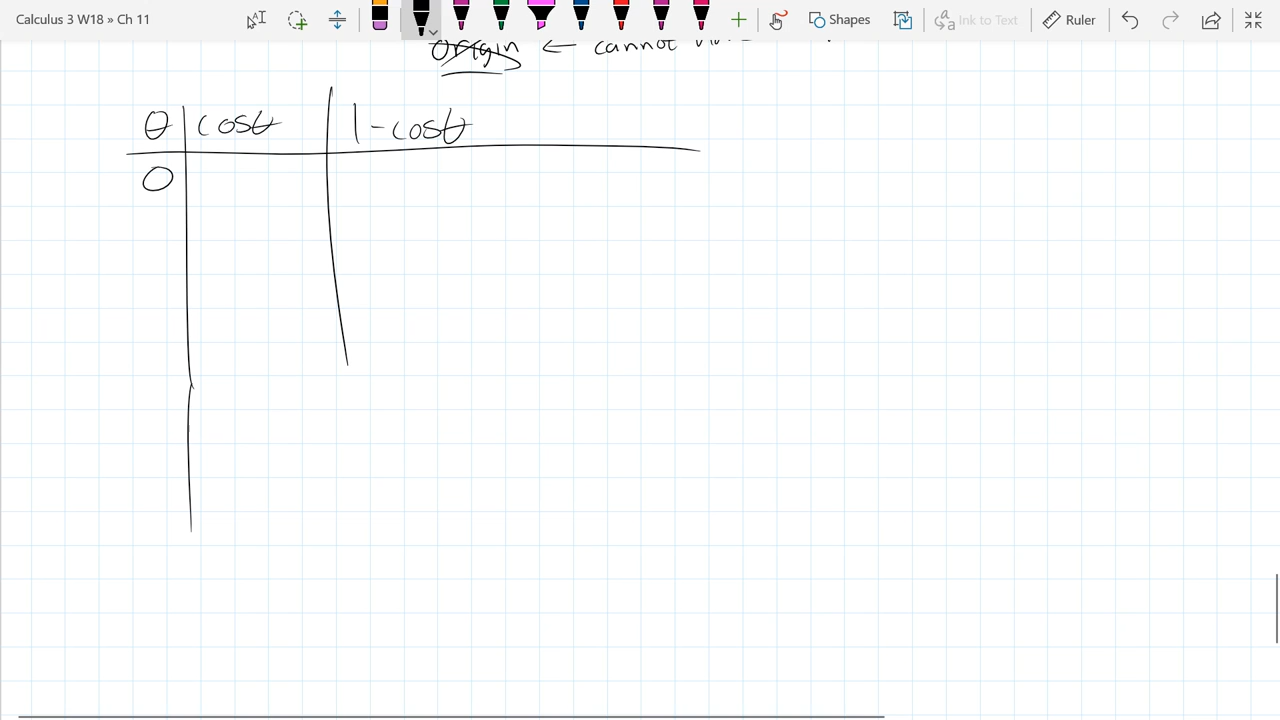 Calculus 3 W18 » Ch 11
Shapes
Ink to Text
Ruler
origin ← cannot
θ cosθ 1-cosθ
0